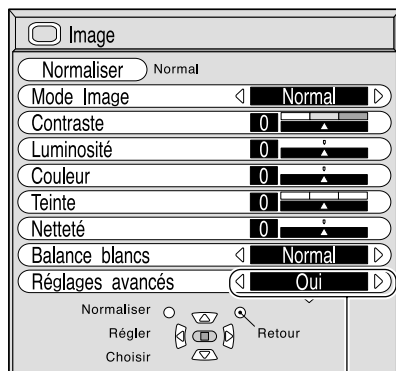 Image
Normaliser Normal
Mode Image Normal
Contraste 0
Luminosité 0
Couleur 0
Teinte 0
Netteté 0
Balance blancs Normal
Réglages avancés Oui
Normaliser
Régler Retour
Choisir